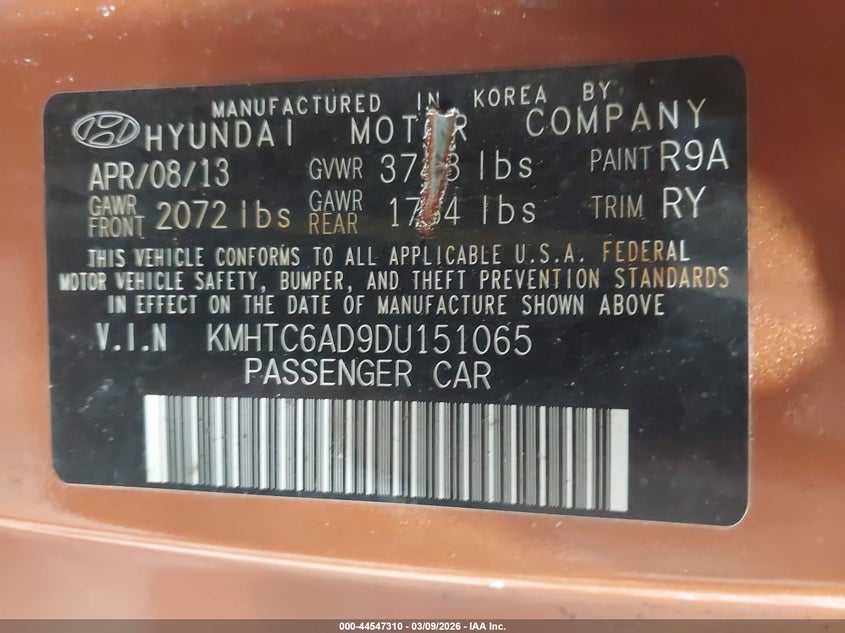 MANUFACTURED IN KOREA BY
HYUNDAI MOTOR COMPANY
APR/08/13 GVWR lbs PAINT R9A
GAWR FRONT 2072 lbs GAWR REAR lbs TRIM RY
THIS VEHICLE CONFORMS TO ALL APPLICABLE U.S.A. FEDERAL
MOTOR VEHICLE SAFETY, BUMPER, AND THEFT PREVENTION STANDARDS
IN EFFECT ON THE DATE OF MANUFACTURE SHOWN ABOVE
V.I.N KMHTC6AD9DU151065
PASSENGER CAR
000-44547310 | 03/09/2026 - IAA Inc.